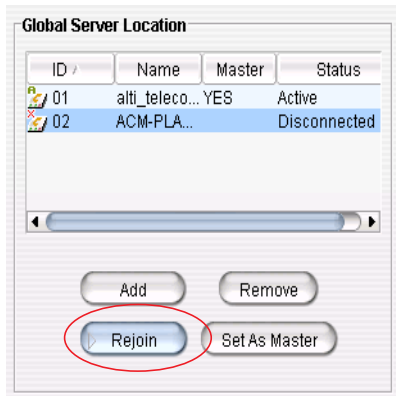 Global Server Location
ID / Name Master Status
01 alti_teleco... YES Active
02 ACM-PLA... Disconnected
Add Remove
Rejoin Set As Master